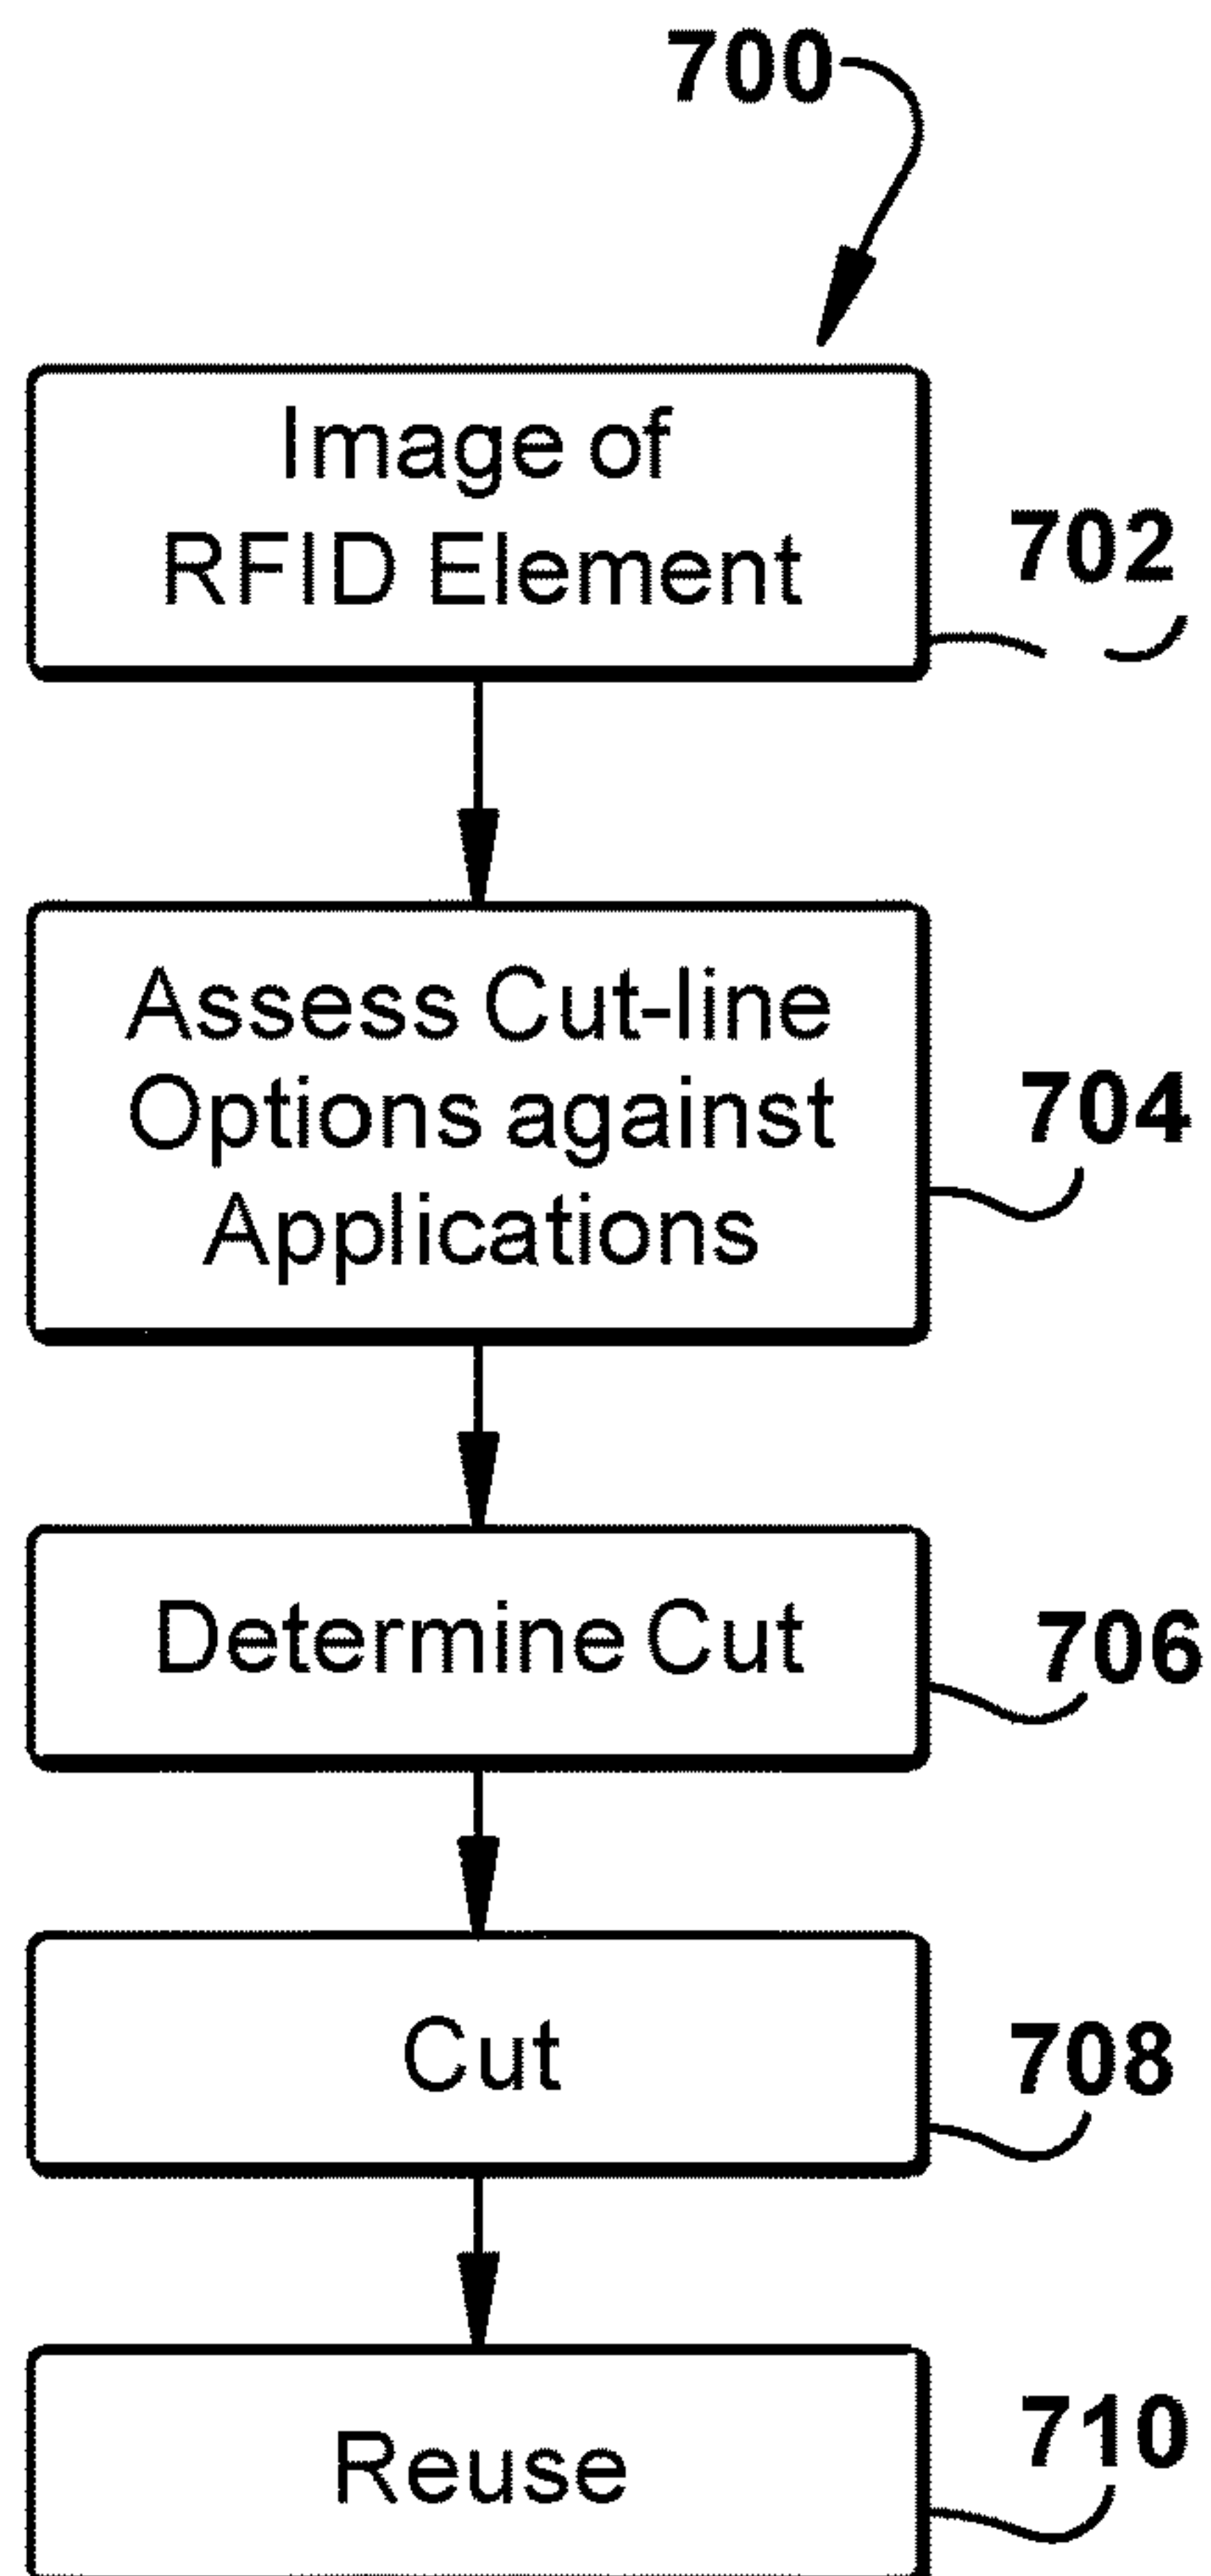 700
Image of
RFID Element
702
Assess Cut-line
Options against
Applications
704
Determine Cut
706
Cut
708
Reuse
710